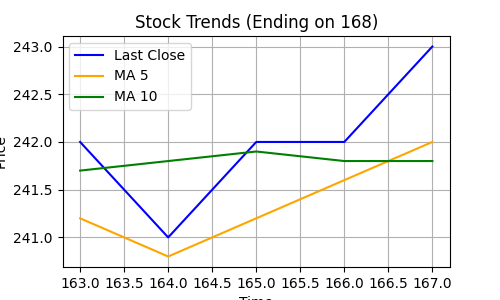 Stock Trends (Ending on 168)
Last Close
MA 5
MA 10
243.0
242.5
242.0
241.5
241.0
Price
163.0 163.5 164.0 164.5 165.0 165.5 166.0 166.5 167.0
Time